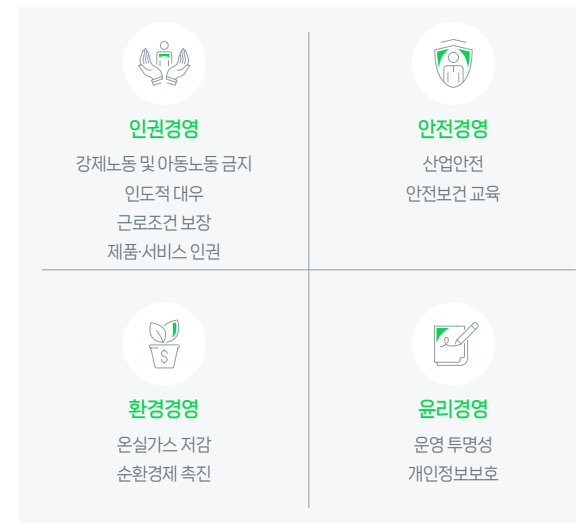 인권경영
강제노동 및 아동노동 금지
인도적 대우
근로조건 보장
제품·서비스 인권
안전경영
산업안전
안전보건 교육
환경경영
$
온실가스 저감
순환경제 촉진
윤리경영
운영 투명성
개인정보보호